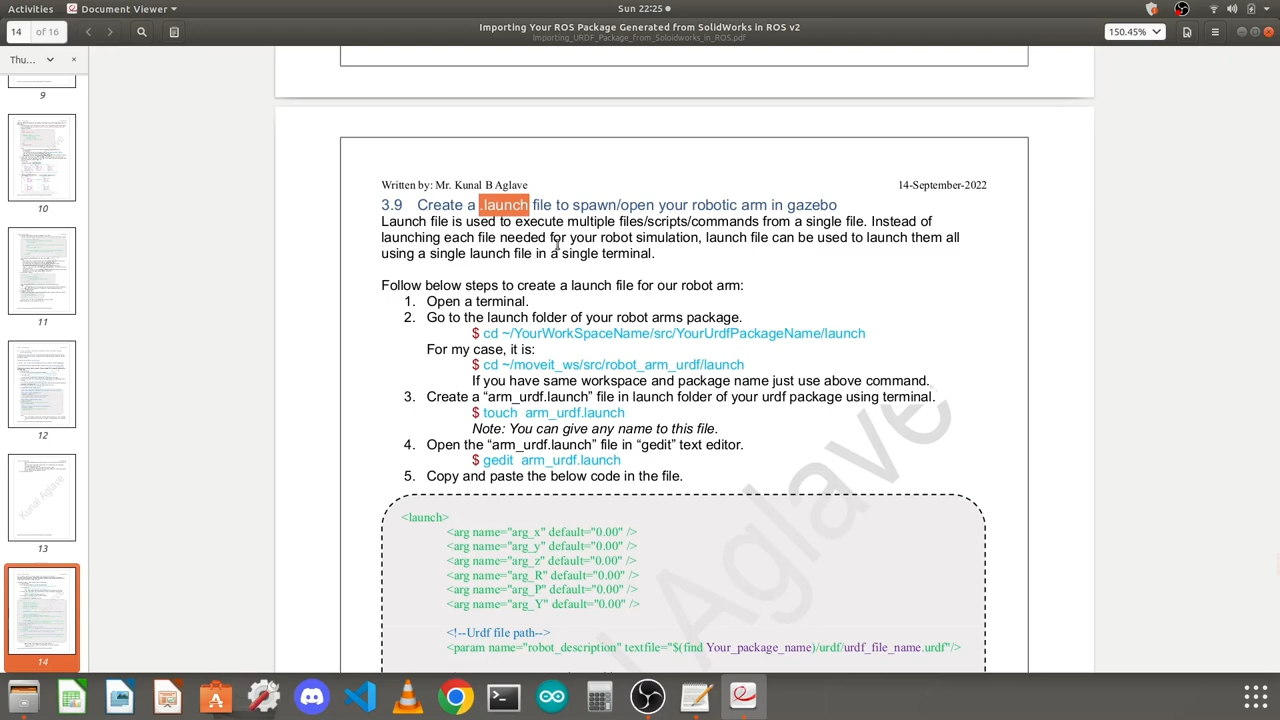 Activities Document Viewer Sun 22:25
14 of 16
Importing Your ROS Package Generated from SolidWorks in ROS v2
Importing_URDF_Package_from_Soloidworks_in_ROS.pdf
150.45%
Thu...
9
10
11
12
13
14
Written by: Mr. Kunal B Aglave 14-September-2022
3.9 Create a .launch file to spawn/open your robotic arm in gazebo
Launch file is used to execute multiple files/scripts/commands from a single file. Instead of
launching each file needed for your robot simulation, launch file can be used to launch them all
using a single launch file in a single terminal.
Follow below steps to create a launch file for our robot arm.
1. Open a terminal.
2. Go to the launch folder of your robot arms package.
cd ~/YourWorkSpaceName/src/YourUrdfPackageName/launch
For my case, it is:
cd ~/moveit_ws/src/robot_arm_urdf/launch
If you have same workspace and package name just use above command.
3. Create a “arm_urdf.launch” file in launch folder of your urdf package using terminal.
touch arm_urdf.launch
Note: You can give any name to this file.
4. Open the “arm_urdf.launch” file in “gedit” text editor.
gedit arm_urdf.launch
5. Copy and paste the below code in the file.
<launch>
<arg name="arg_x" default="0.00" />
<arg name="arg_y" default="0.00" />
<arg name="arg_z" default="0.00" />
<arg name="arg_R" default="0.00" />
<arg name="arg_P" default="0.00" />
<arg name="arg_Y" default="0.00" />
<!--Urdf file path-->
<param name="robot_description" textfile="$(find Your_package_name)/urdf/urdf_file_name.urdf"/>